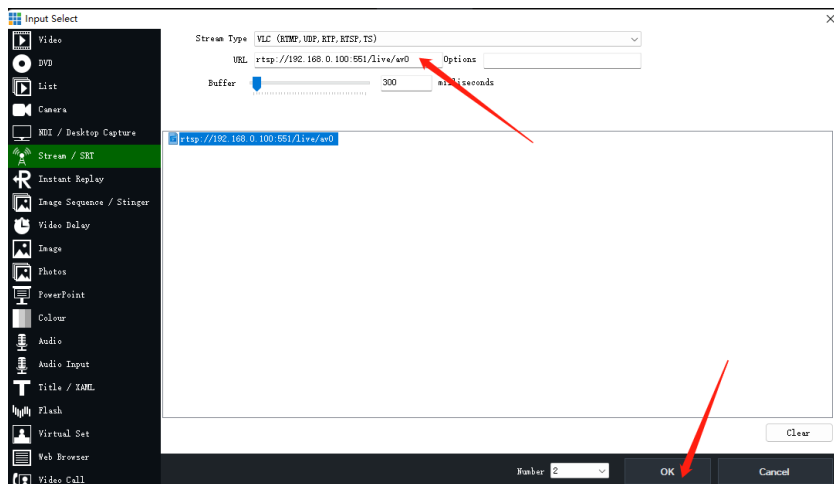 Input Select
Video
DVD
List
Camera
NDI / Desktop Capture
Stream / SRT
Instant Replay
Image Sequence / Stinger
Video Delay
Image
Photos
PowerPoint
Colour
Audio
Audio Input
Title / XAML
Flash
Virtual Set
Web Browser
Video Call
Stream Type VLC (RTMP,UDP,RTP,RTSP,TS)
URL rtsp://192.168.0.100:551/live/av0 Options
Buffer 300 milliseconds
rtsp://192.168.0.100:551/live/av0
Clear
Number 2 OK Cancel